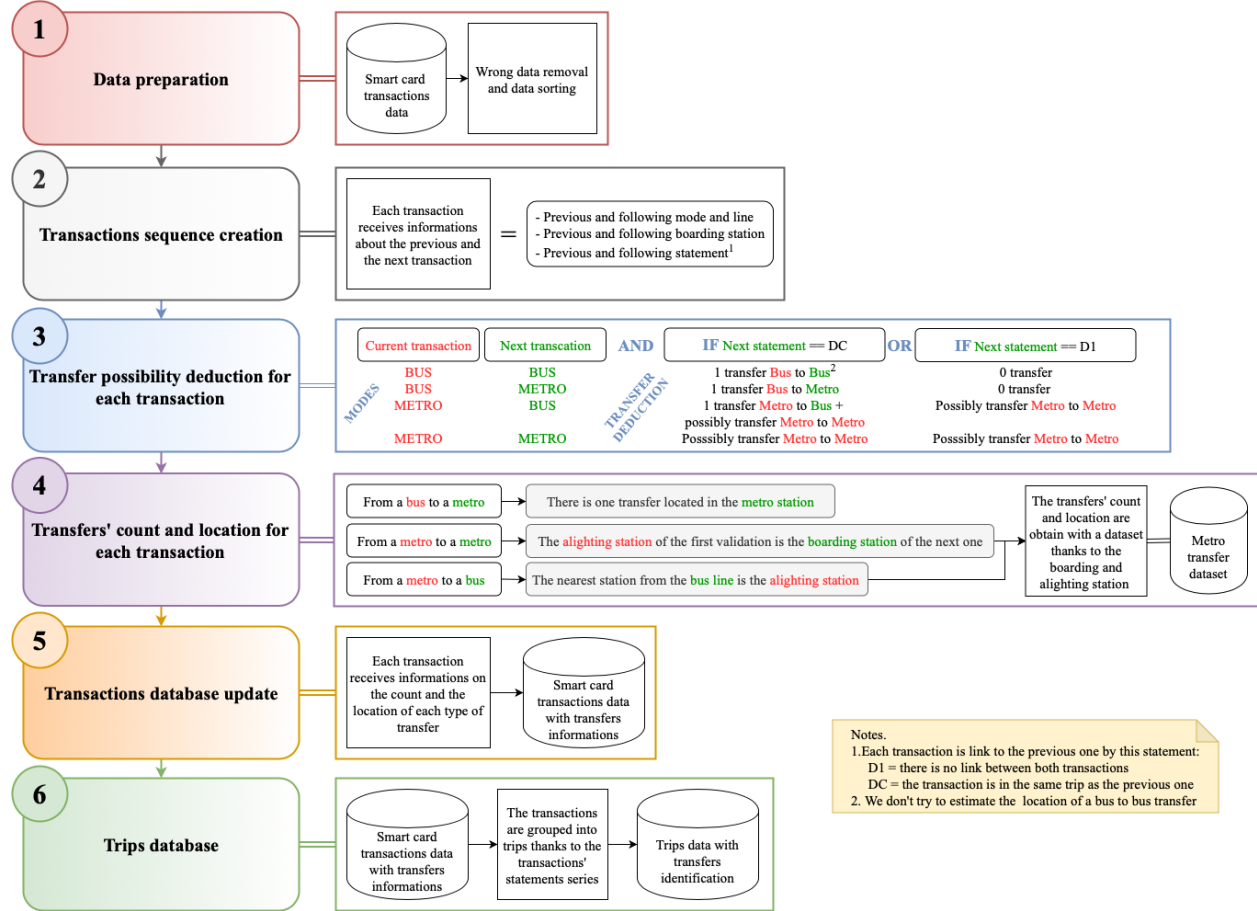 1
Data preparation
Smart card
transactions
data
Wrong data removal
and data sorting
2
Transactions sequence creation
Each transaction
receives informations
about the previous and
the next transaction
=
- Previous and following mode and line
- Previous and following boarding station
- Previous and following statement¹
3
Transfer possibility deduction for
each transaction
Current transaction Next transcation AND IF Next statement == DC OR IF Next statement == D1
MODES
TRANSFER
DEDUCTION
BUS BUS 1 transfer Bus to Bus² 0 transfer
BUS METRO 1 transfer Bus to Metro 0 transfer
METRO BUS 1 transfer Metro to Bus + Possibly transfer Metro to Metro
possibly transfer Metro to Metro
METRO METRO Posssibly transfer Metro to Metro Posssibly transfer Metro to Metro
4
Transfers' count and location for
each transaction
From a bus to a metro
There is one transfer located in the metro station
From a metro to a metro
The alighting station of the first validation is the boarding station of the next one
From a metro to a bus
The nearest station from the bus line is the alighting station
The transfers'
count and
location are
obtain with a dataset
thanks to the
boarding and
alighting station
Metro
transfer
dataset
5
Transactions database update
Each transaction
receives informations on
the count and the
location of each type of
transfer
Smart card
transactions data
with transfers
informations
6
Trips database
Smart card
transactions data
with transfers
informations
The transactions
are grouped into
trips thanks to the
transactions'
statements series
Trips data with
transfers
identification
Notes.
1.Each transaction is link to the previous one by this statement:
D1 = there is no link between both transactions
DC = the transaction is in the same trip as the previous one
2. We don't try to estimate the location of a bus to bus transfer